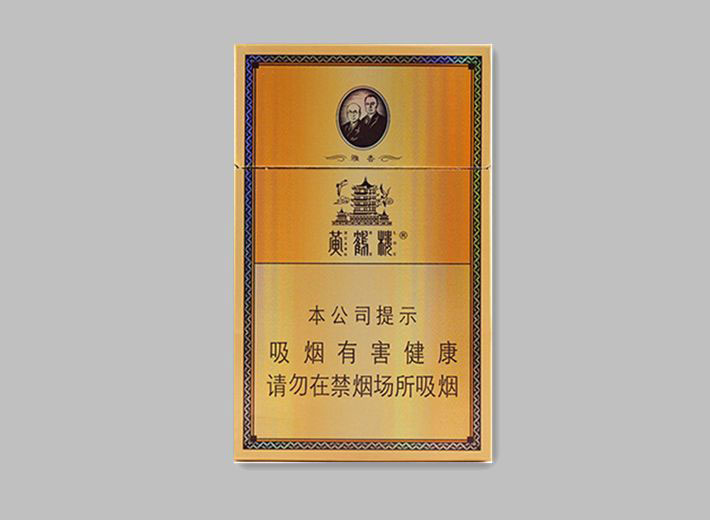 雅香
黄鹤楼®
本公司提示
吸烟有害健康
请勿在禁烟场所吸烟